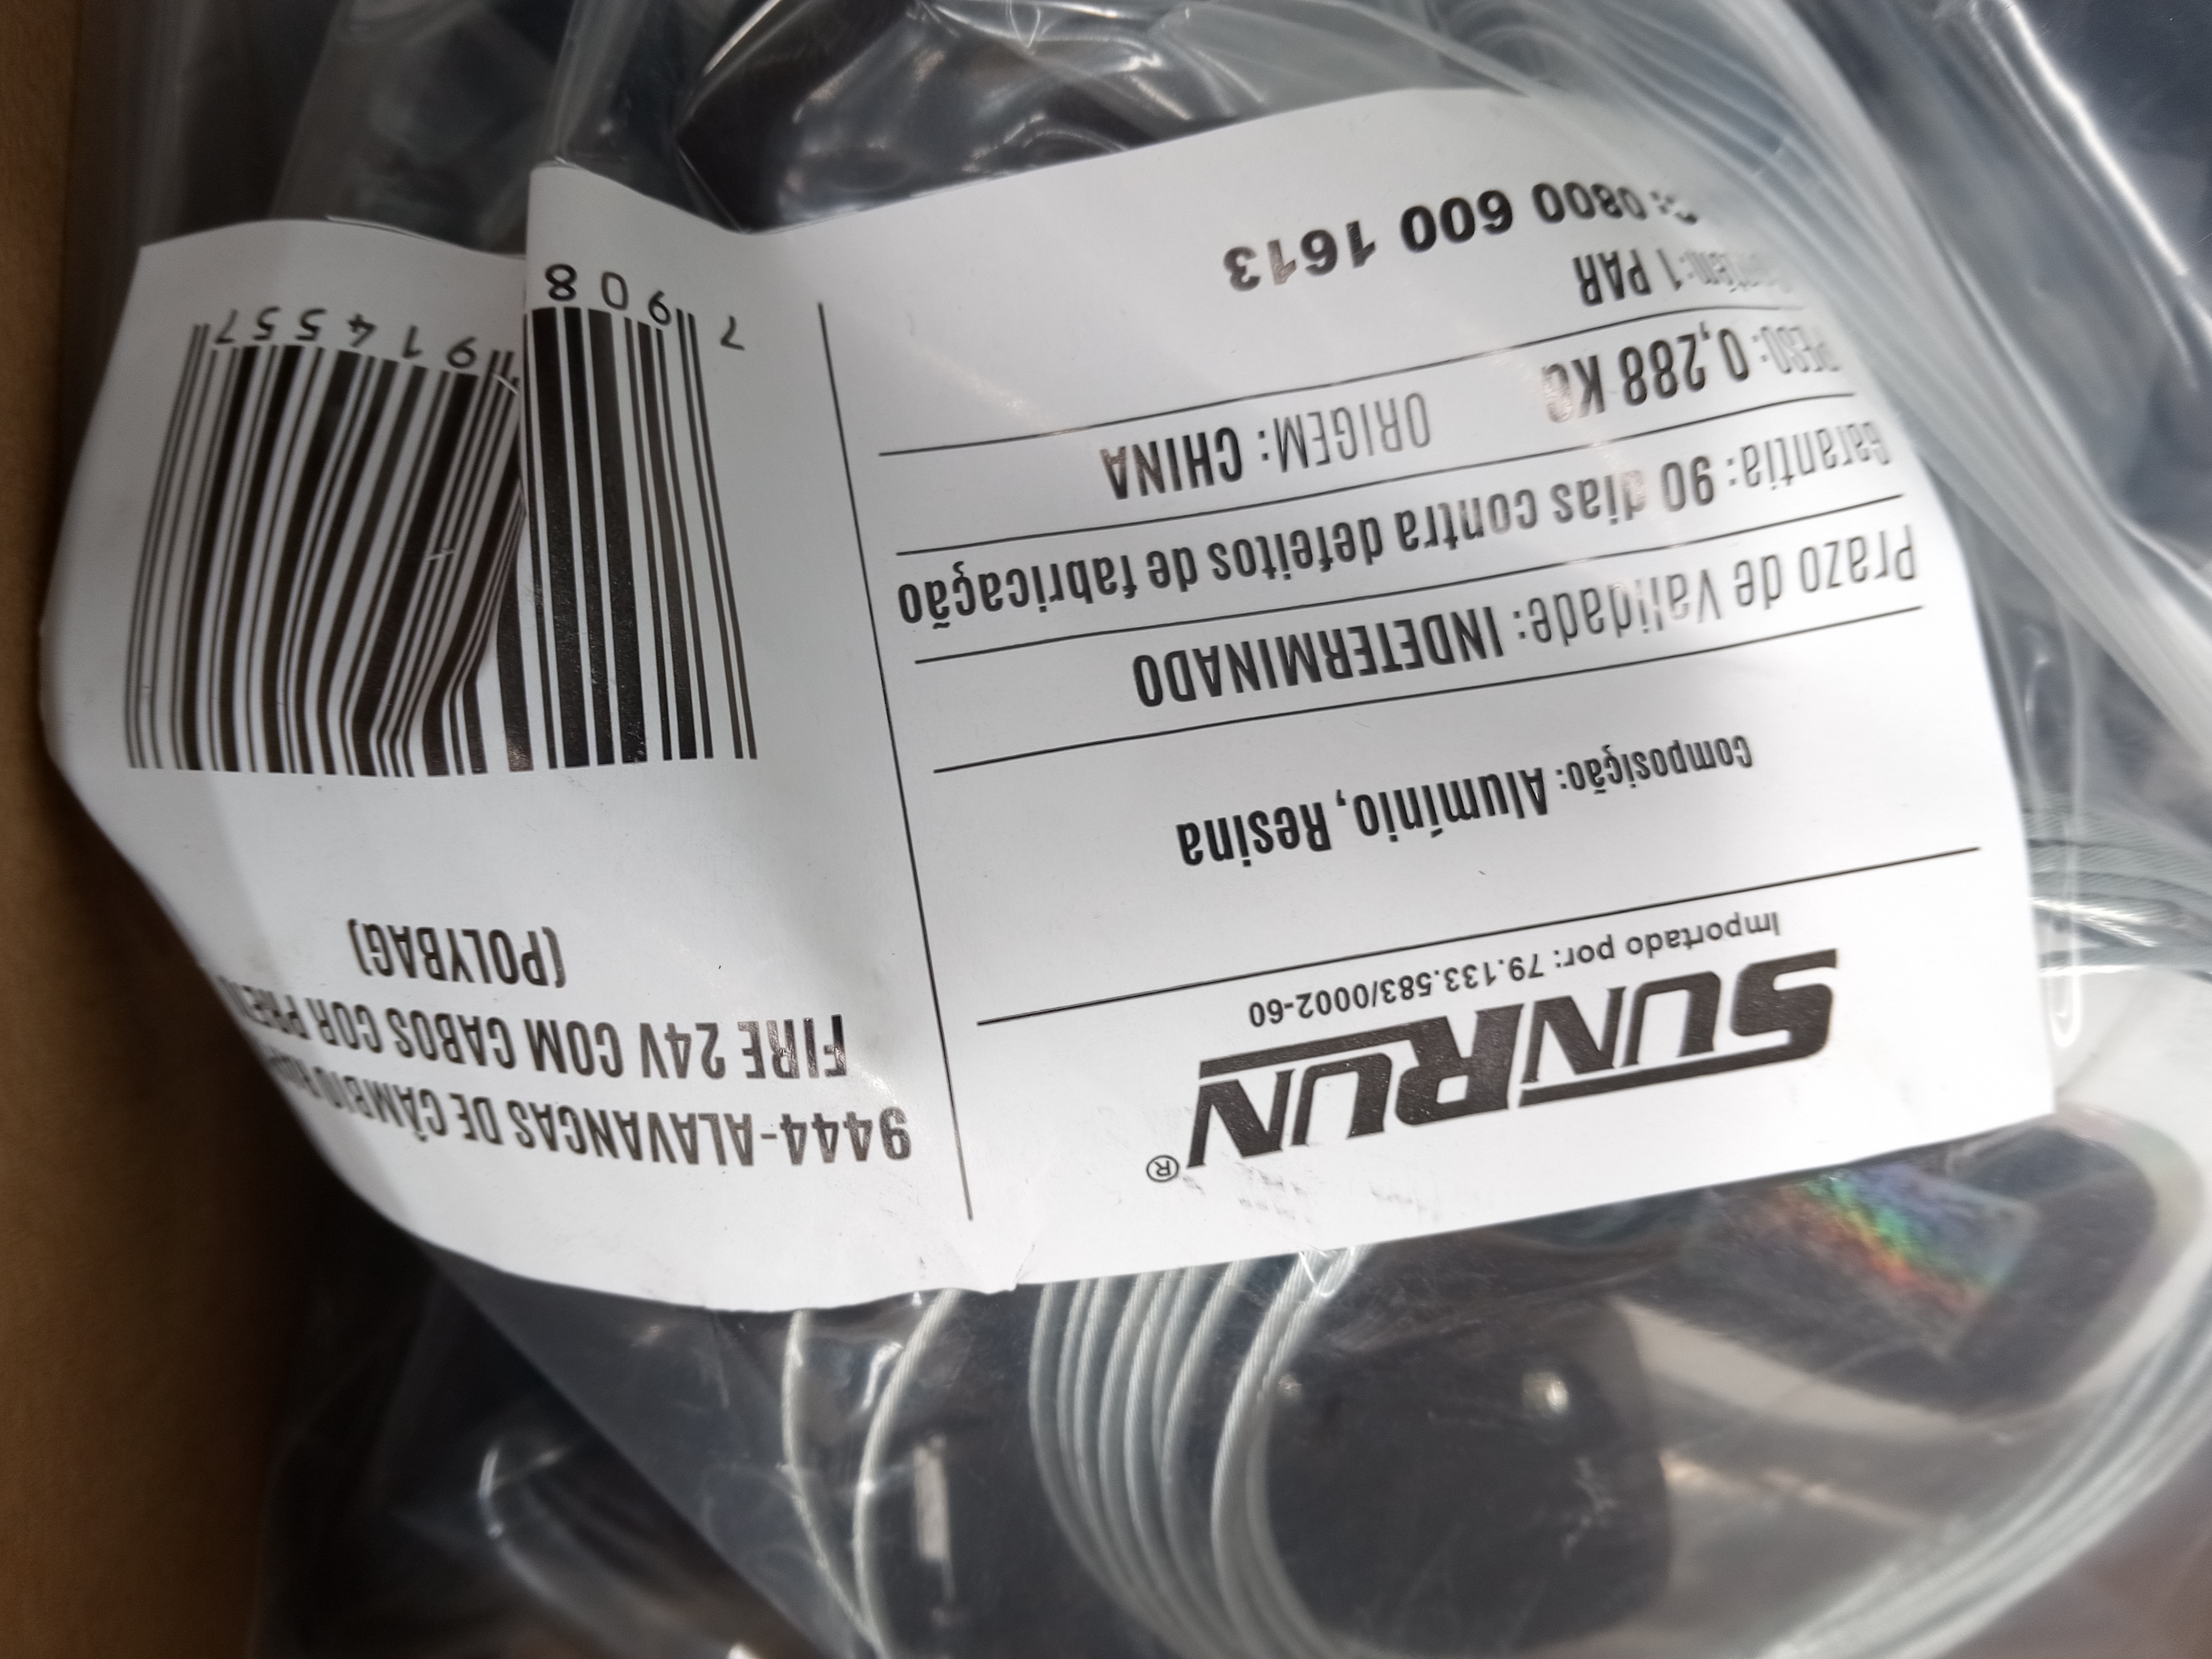 SUNRUN®
Importado por: 79.133.583/0002-60
Composição: Alumínio, Resina
Prazo de Validade: INDETERMINADO
Garantia: 90 dias contra defeitos de fabricação
PESO: 0,288 KG ORIGEM: CHINA
1 PAR
0800 600 1613
9444-ALAVANCAS DE CÂMBIO
FIRE 24V COM CABOS COR
(POLYBAG)
7 908 914557